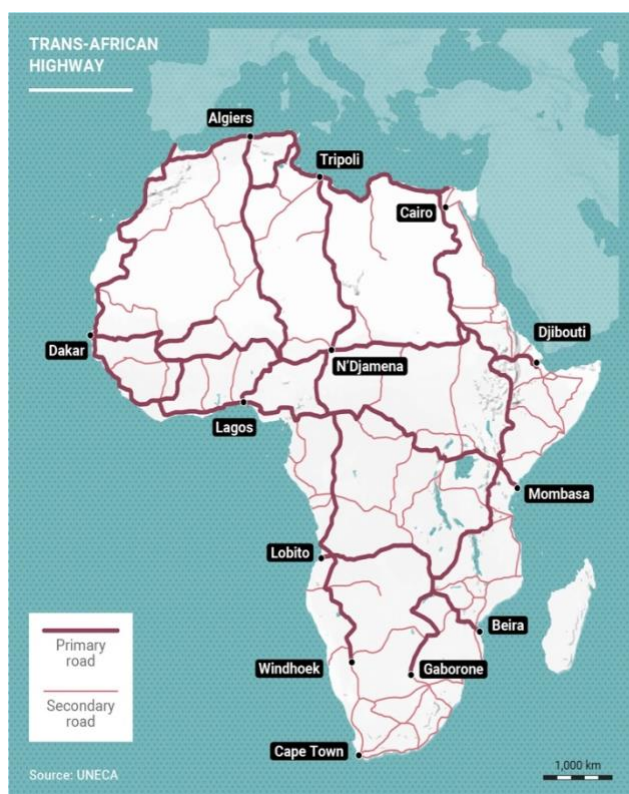 TRANS-AFRICAN
HIGHWAY
Algiers
Tripoli
Cairo
Djibouti
Dakar
N'Djamena
Lagos
Mombasa
Lobito
Beira
Windhoek
Gaborone
Cape Town
Primary
road
Secondary
road
Source: UNECA
1,000 km